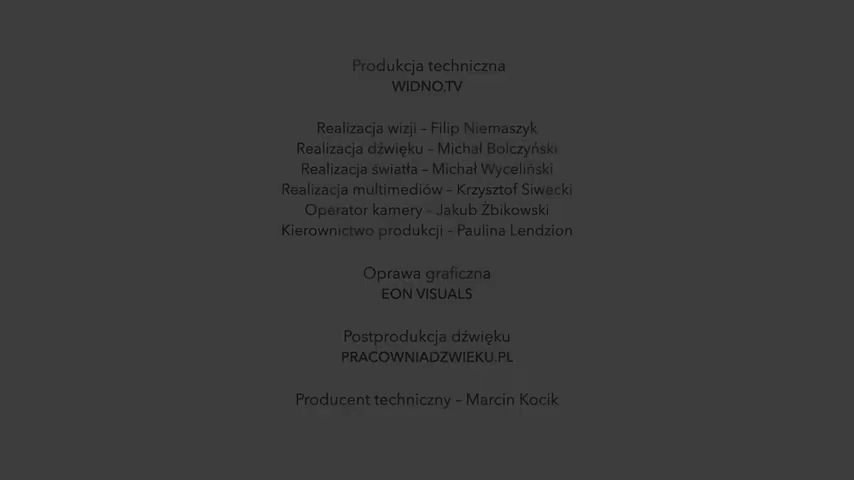 Produkcja techniczna
WIDNO.TV
Realizacja wizji – Filip Niemaszyk
Realizacja dźwięku – Michał Bolczyński
Realizacja światła – Michał Wyceliński
Realizacja multimediów – Krzysztof Siwecki
Operator kamery – Jakub Żbikowski
Kierownictwo produkcji – Paulina Lendzion
Oprawa graficzna
EON VISUALS
Postprodukcja dźwięku
PRACOWNIADZWIEKU.PL
Producent techniczny – Marcin Kocik